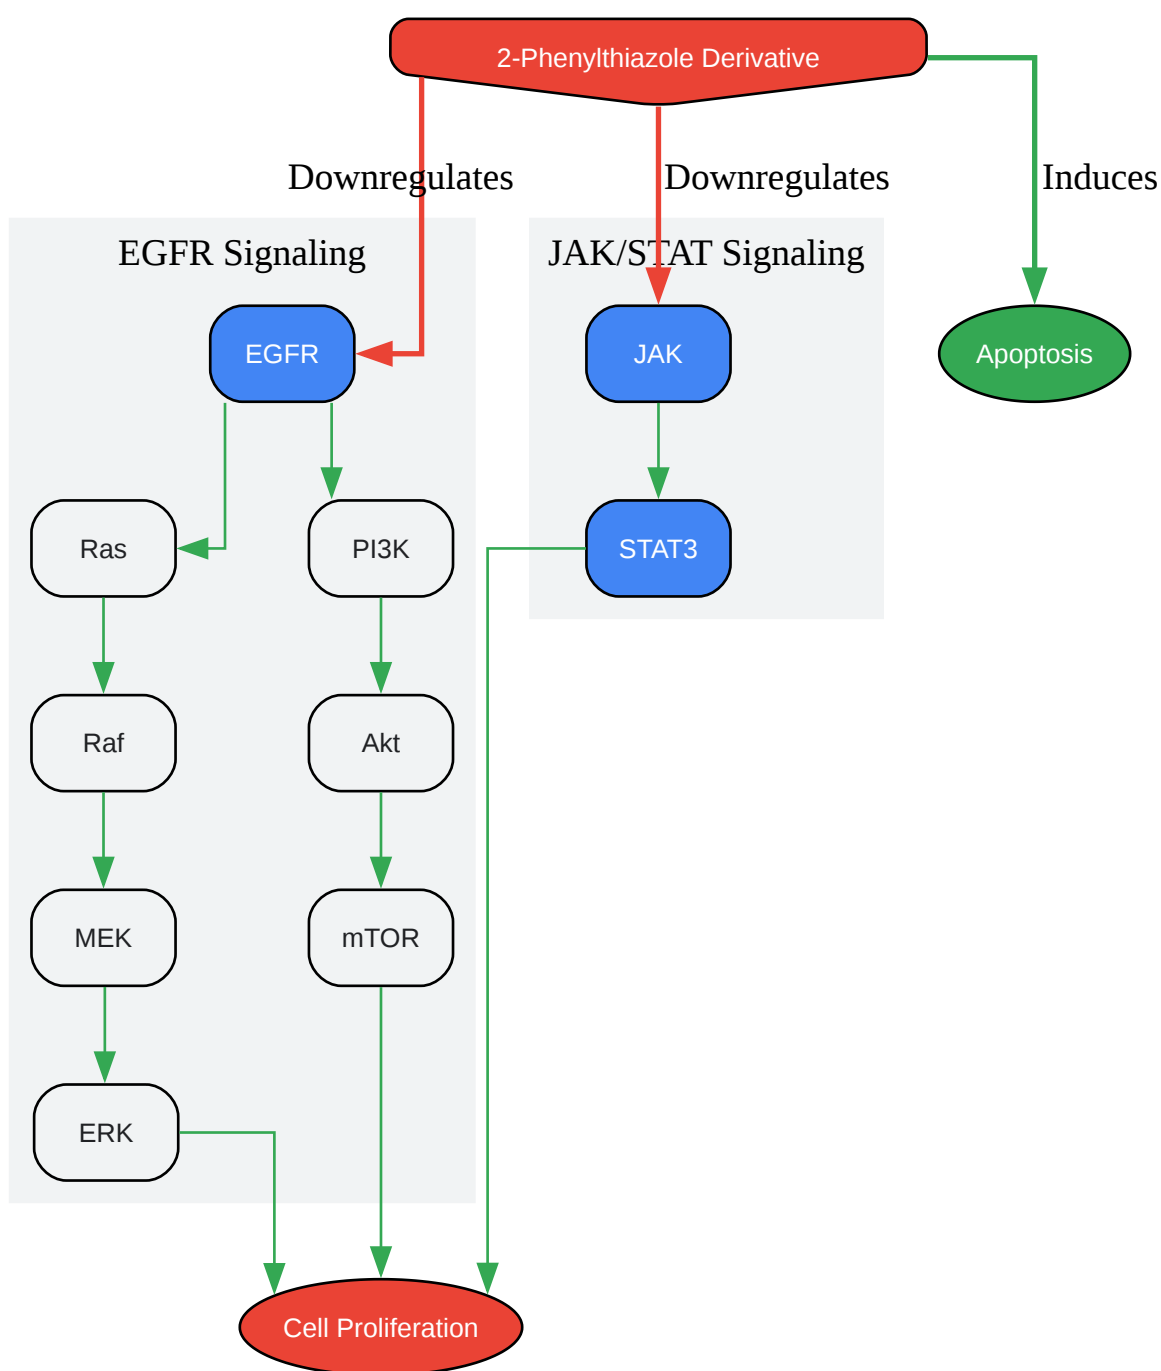 2-Phenylthiazole Derivative
Downregulates
Downregulates
Induces
EGFR Signaling
JAK/STAT Signaling
EGFR
JAK
Apoptosis
Ras
PI3K
STAT3
Raf
Akt
MEK
mTOR
ERK
Cell Proliferation